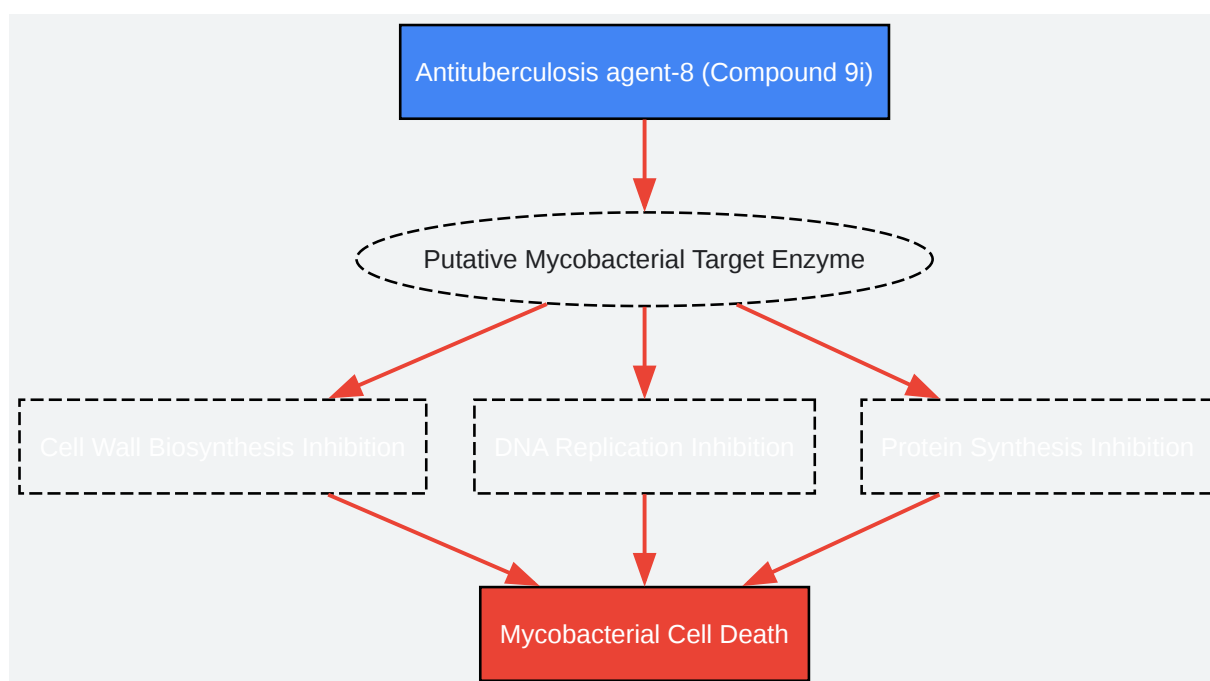 Antituberculosis agent-8 (Compound 9i)
Putative Mycobacterial Target Enzyme
Cell Wall Biosynthesis Inhibition
DNA Replication Inhibition
Protein Synthesis Inhibition
Mycobacterial Cell Death